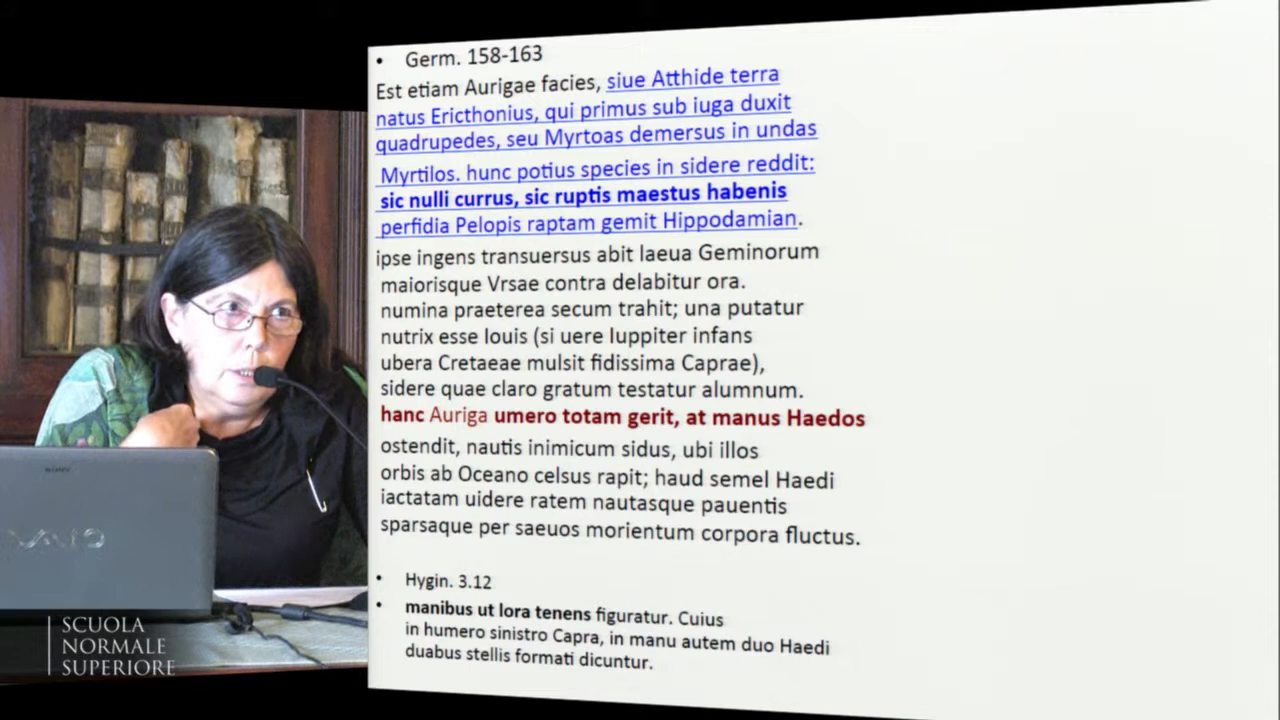 • Germ. 158-163
Est etiam Aurigae facies, siue Atthide terra
natus Ericthonius, qui primus sub iuga duxit
quadrupedes, seu Myrtoas demersus in undas
Myrtilos. hunc potius species in sidere reddit:
sic nulli currus, sic ruptis maestus habenis
perfidia Pelopis raptam gemit Hippodamian.
ipse ingens transuersus abit laeua Geminorum
maiorisque Vrsae contra delabitur ora.
numina praeterea secum trahit; una putatur
nutrix esse Iouis (si uere Iuppiter infans
ubera Cretaeae mulsit fidissima Caprae),
sidere quae claro gratum testatur alumnum.
hanc Auriga umero totam gerit, at manus Haedos
ostendit, nautis inimicum sidus, ubi illos
orbis ab Oceano celsus rapit; haud semel Haedi
iactatam uidere ratem nautasque pauentis
sparsaque per saeuos morientum corpora fluctus.
• Hygin. 3.12
• manibus ut lora tenens figuratur. Cuius
in humero sinistro Capra, in manu autem duo Haedi
duabus stellis formati dicuntur.
SONY
VAIO
SCUOLA
NORMALE
SUPERIORE